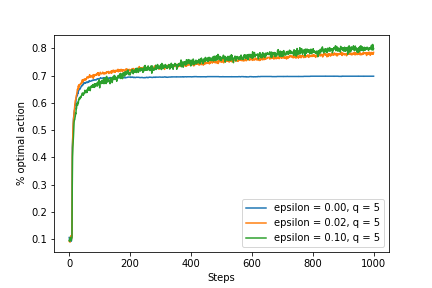 0.8
0.7
0.6
0.5
0.4
0.3
0.2
0.1
% optimal action
0 200 400 600 800 1000
Steps
epsilon = 0.00, q = 5
epsilon = 0.02, q = 5
epsilon = 0.10, q = 5